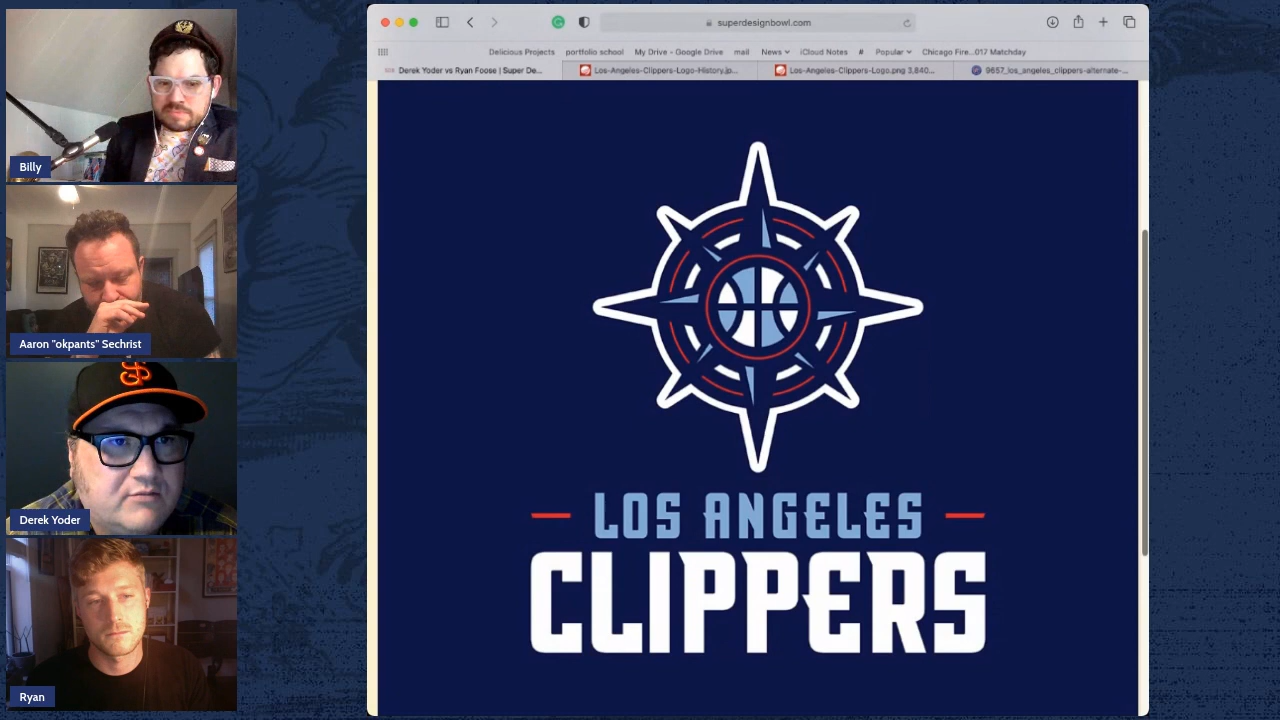 Billy
Aaron "okpants" Sechrist
Derek Yoder
Ryan
superdesignbowl.com
Delicious Projects portfolio school My Drive - Google Drive mail News iCloud Notes # Popular Chicago Fire...017 Matchday
Derek Yoder vs Ryan Foose | Super De... Los-Angeles-Clippers-Logo-History.jp... Los-Angeles-Clippers-Logo.png 3,840... 9657_los_angeles_clippers-alternate-...
LOS ANGELES
CLIPPERS